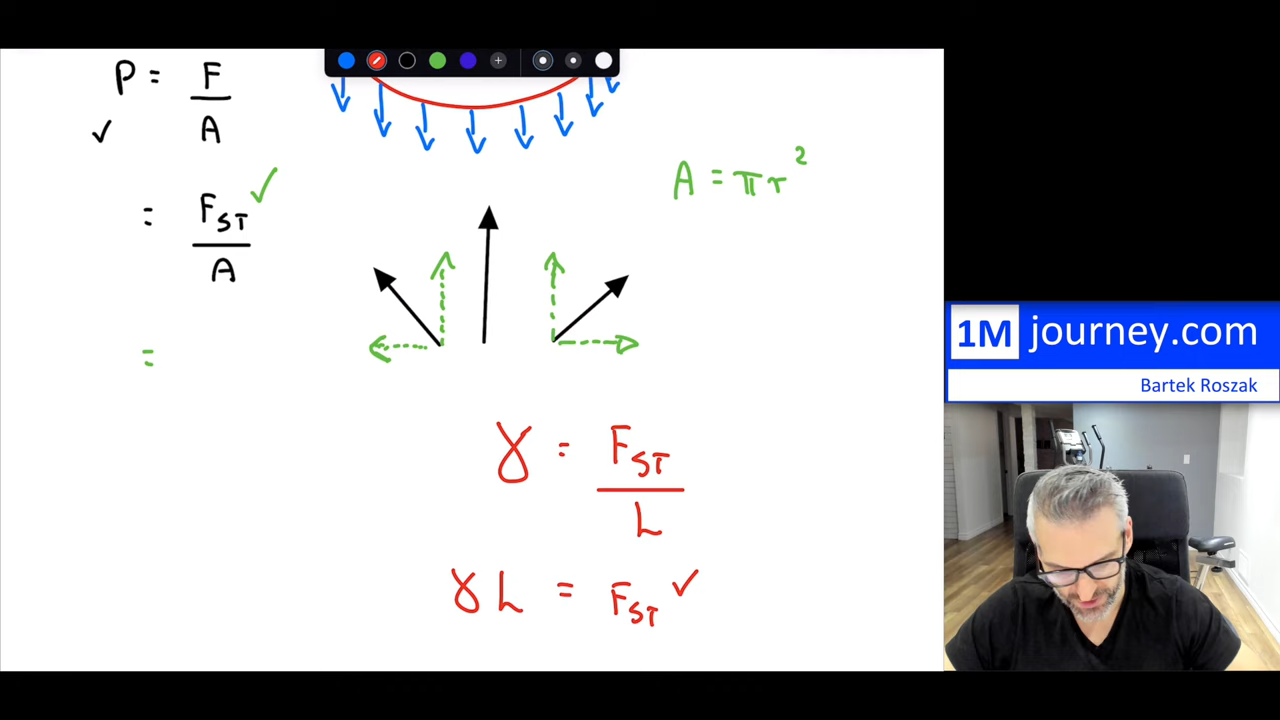 P = F / A
✓
= F_ST / A ✓
=
A = πr²
γ = F_ST / L
γL = F_ST ✓
1M journey.com
Bartek Roszak